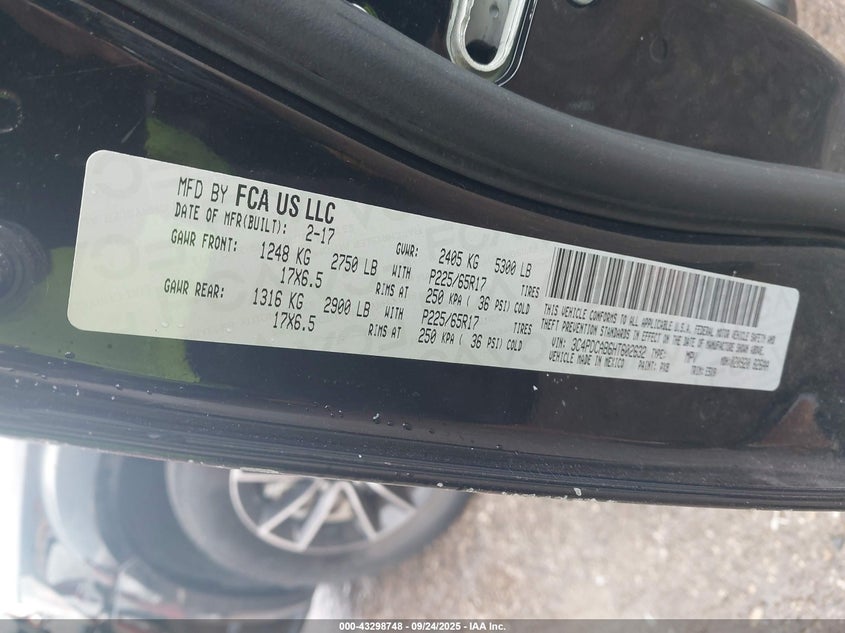 MFD BY FCA US LLC
DATE OF MFR(BUILT): 2-17
GAWR FRONT: 1248 KG 2750 LB
17X6.5
WITH
RIMS AT
GVWR: 2405 KG 5300 LB
P225/65R17 TIRES
250 KPA ( 36 PSI) COLD
GAWR REAR: 1316 KG 2900 LB
17X6.5
WITH
RIMS AT
P225/65R17 TIRES
250 KPA ( 36 PSI) COLD
THIS VEHICLE CONFORMS TO ALL APPLICABLE U.S.A. FEDERAL MOTOR VEHICLE SAFETY AND
THEFT PREVENTION STANDARDS IN EFFECT ON THE DATE OF MANUFACTURE SHOWN ABOVE.
VIN: TYPE: MPV MDH:
VEHICLE MADE IN MEXICO PAINT: PXB TRIM:
000-43298748 - 09/24/2025 - IAA Inc.